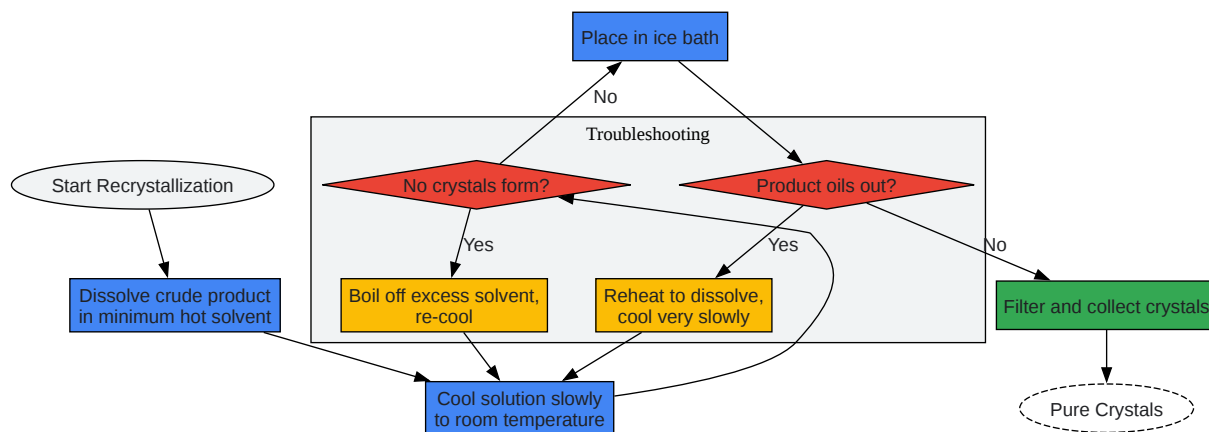 Place in ice bath
No
Troubleshooting
Start Recrystallization
No crystals form?
Product oils out?
Yes
Yes
No
Dissolve crude product
in minimum hot solvent
Boil off excess solvent,
re-cool
Reheat to dissolve,
cool very slowly
Filter and collect crystals
Cool solution slowly
to room temperature
Pure Crystals